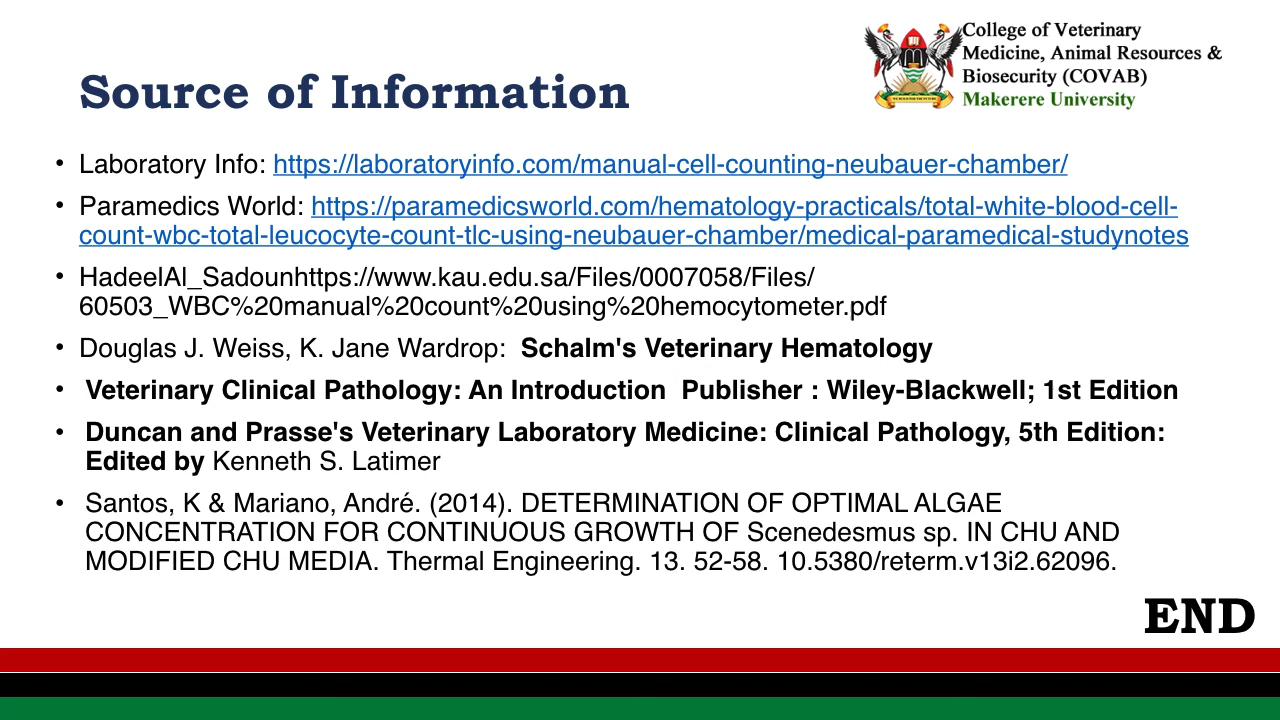 College of Veterinary
Medicine, Animal Resources &
Biosecurity (COVAB)
Makerere University
Source of Information
• Laboratory Info: https://laboratoryinfo.com/manual-cell-counting-neubauer-chamber/
• Paramedics World: https://paramedicsworld.com/hematology-practicals/total-white-blood-cell-
count-wbc-total-leucocyte-count-tlc-using-neubauer-chamber/medical-paramedical-studynotes
• HadeelAl_Sadounhttps://www.kau.edu.sa/Files/0007058/Files/
60503_WBC%20manual%20count%20using%20hemocytometer.pdf
• Douglas J. Weiss, K. Jane Wardrop: Schalm's Veterinary Hematology
• Veterinary Clinical Pathology: An Introduction Publisher : Wiley-Blackwell; 1st Edition
• Duncan and Prasse's Veterinary Laboratory Medicine: Clinical Pathology, 5th Edition:
Edited by Kenneth S. Latimer
• Santos, K & Mariano, André. (2014). DETERMINATION OF OPTIMAL ALGAE
CONCENTRATION FOR CONTINUOUS GROWTH OF Scenedesmus sp. IN CHU AND
MODIFIED CHU MEDIA. Thermal Engineering. 13. 52-58. 10.5380/reterm.v13i2.62096.
END